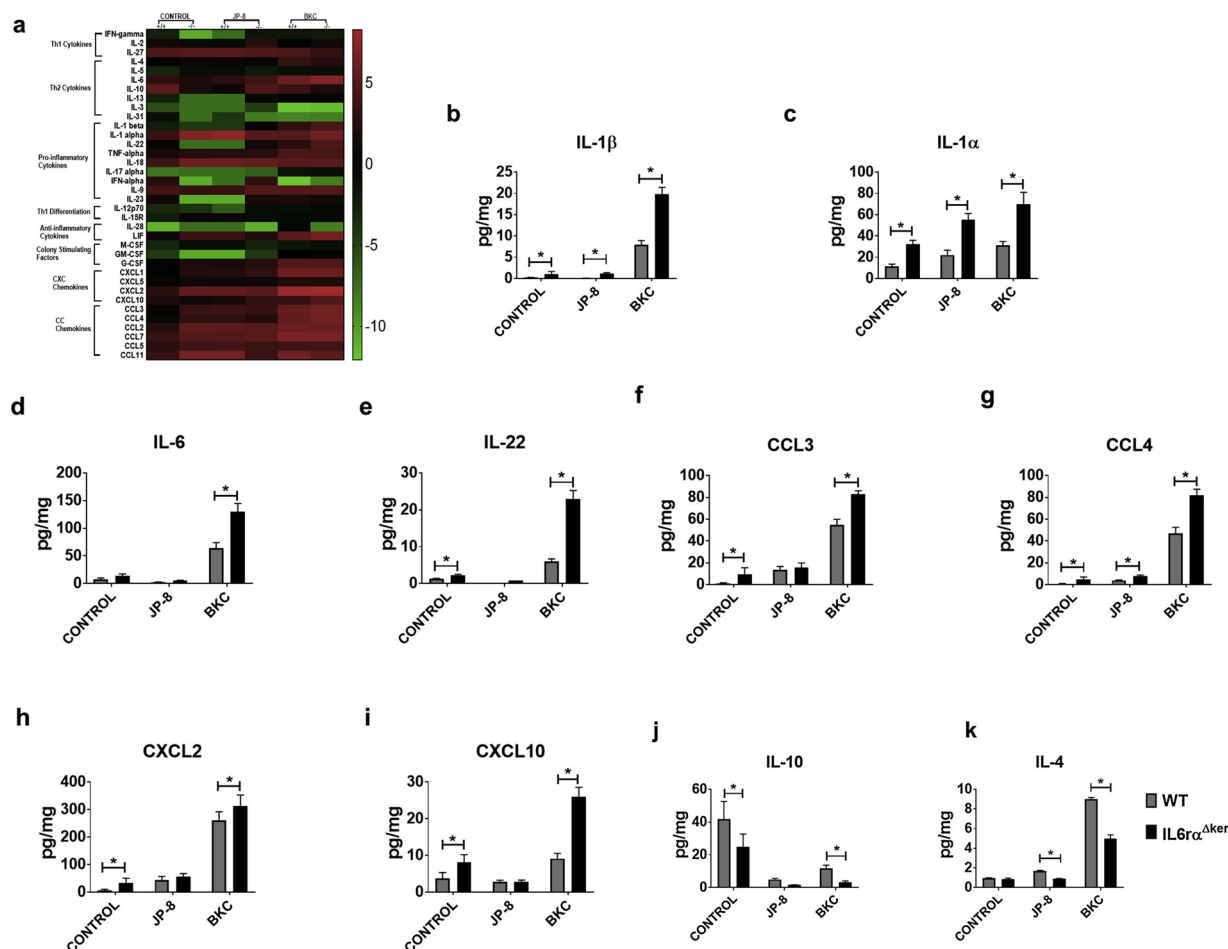 a
CONTROL JP-8 BKC
+/+ -/- +/+ -/- +/+ -/-
Th1 Cytokines
IFN-gamma
IL-2
IL-27
Th2 Cytokines
IL-4
IL-5
IL-6
IL-10
IL-13
IL-3
IL-31
Pro-inflammatory
Cytokines
IL-1 beta
IL-1 alpha
IL-22
TNF-alpha
IL-18
IL-17 alpha
IFN-alpha
IL-9
IL-23
Th1 Differentiation
IL-12p70
IL-15R
Anti-inflammatory
Cytokines
IL-28
LIF
Colony Stimulating
Factors
M-CSF
GM-CSF
G-CSF
CXC
Chemokines
CXCL1
CXCL5
CXCL2
CXCL10
CC
Chemokines
CCL3
CCL4
CCL2
CCL7
CCL5
CCL11
5
0
-5
-10
b
IL-1β
pg/mg
25
20
15
10
5
0
* * *
CONTROL JP-8 BKC
c
IL-1α
pg/mg
100
80
60
40
20
0
* * *
CONTROL JP-8 BKC
d
IL-6
pg/mg
200
150
100
50
0
*
CONTROL JP-8 BKC
e
IL-22
pg/mg
30
20
10
0
* *
CONTROL JP-8 BKC
f
CCL3
pg/mg
100
80
60
40
20
0
* *
CONTROL JP-8 BKC
g
CCL4
pg/mg
100
80
60
40
20
0
* * *
CONTROL JP-8 BKC
h
CXCL2
pg/mg
400
300
200
100
0
* *
CONTROL JP-8 BKC
i
CXCL10
pg/mg
30
20
10
0
* *
CONTROL JP-8 BKC
j
IL-10
pg/mg
60
40
20
0
* *
CONTROL JP-8 BKC
k
IL-4
pg/mg
10
8
6
4
2
0
* *
CONTROL JP-8 BKC
WT
IL6rα^Δker